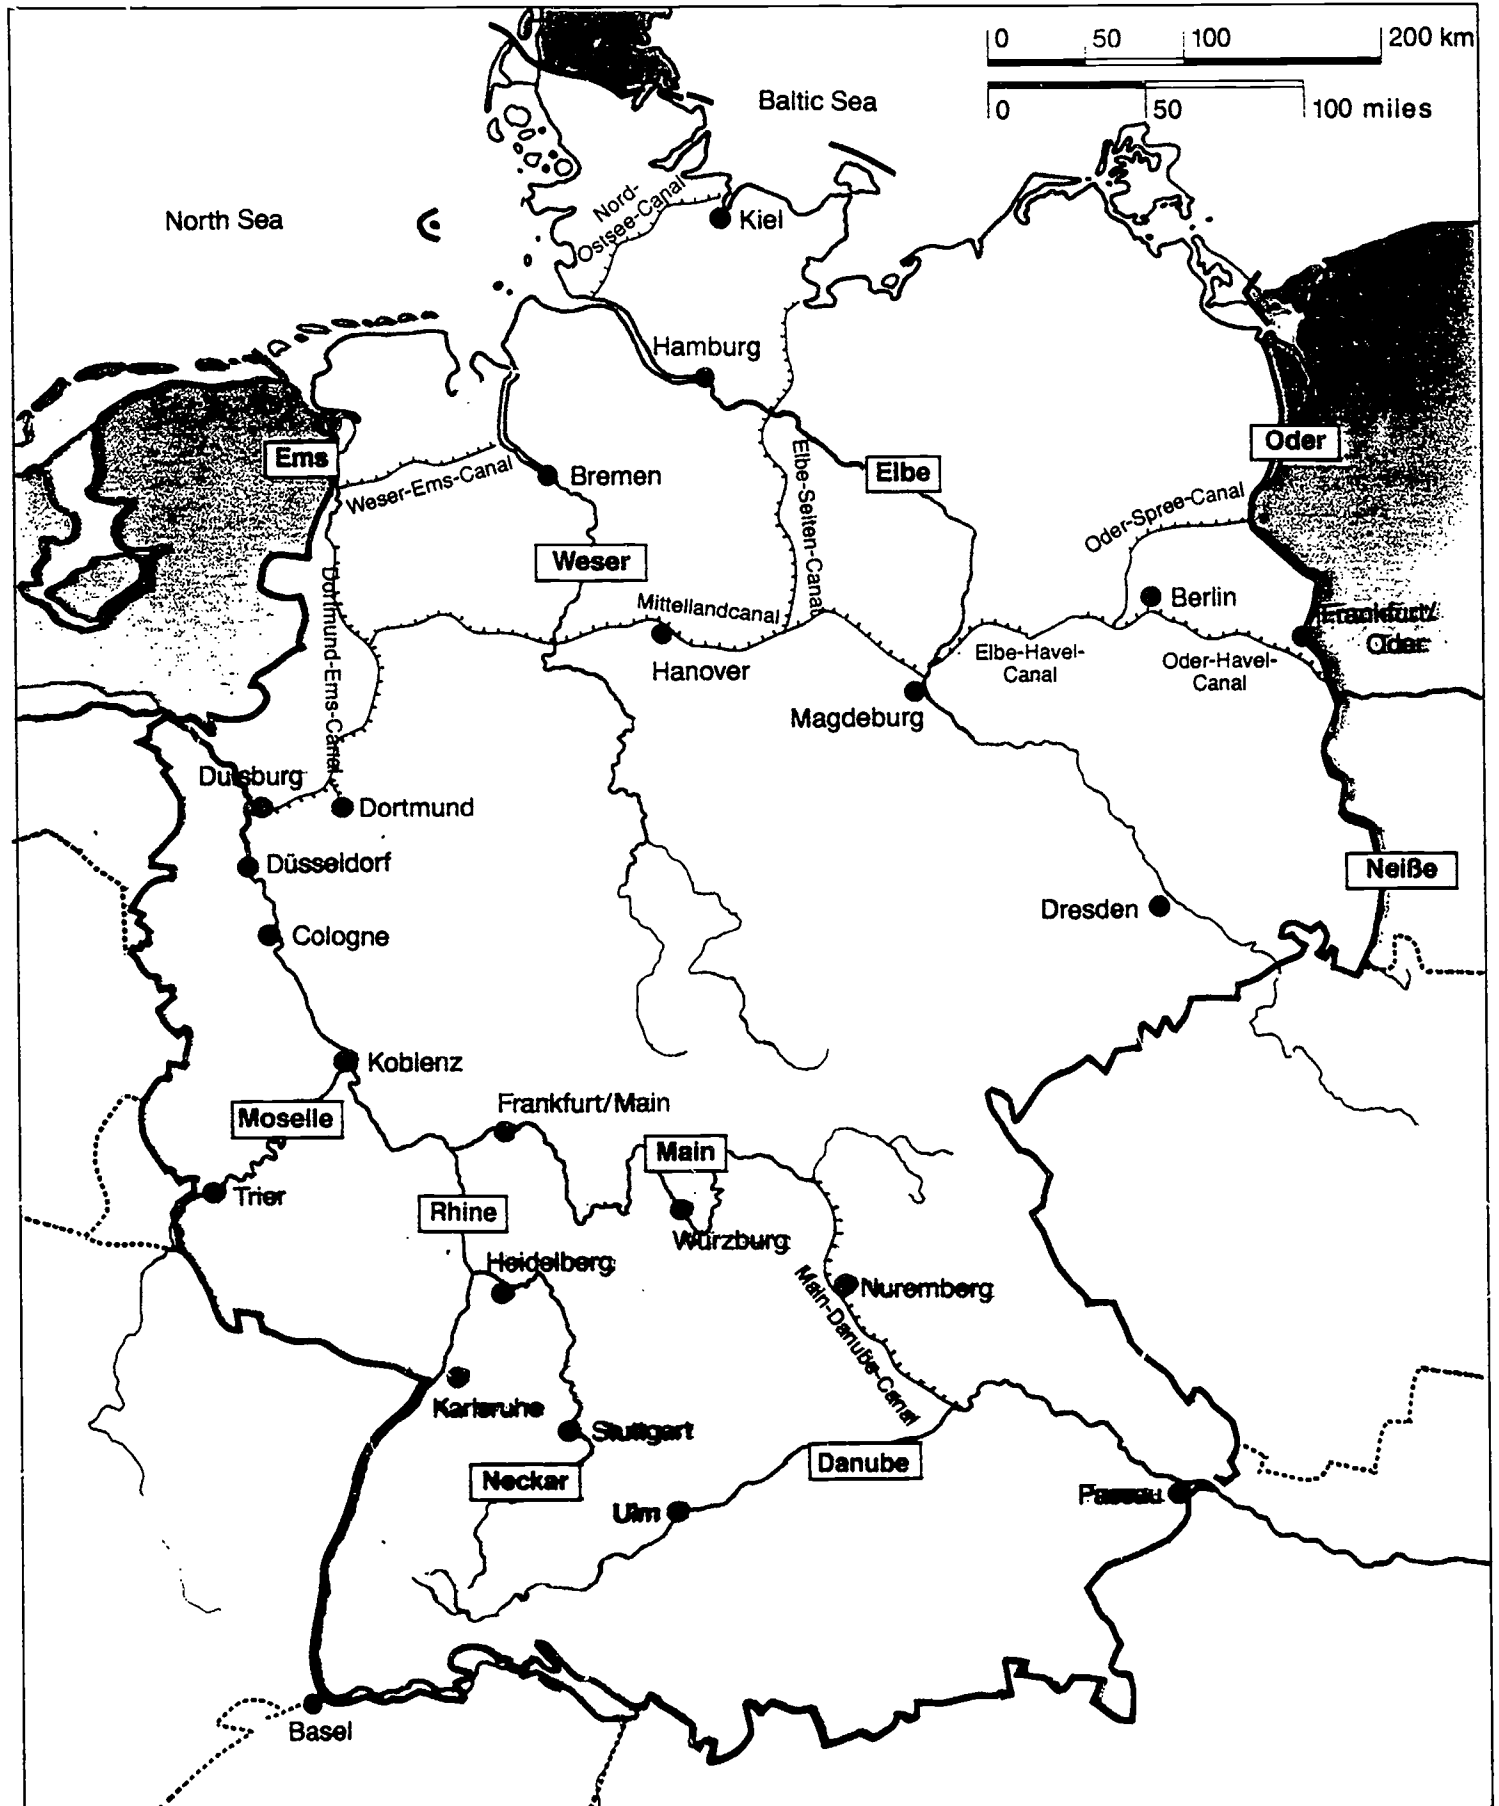 0 50 100 200 km
0 50 100 miles
Baltic Sea
North Sea
Nord-
Ostsee-Canal
Kiel
Hamburg
Ems
Weser-Ems-Canal
Bremen
Elbe-Seiten-Canal
Elbe
Oder
Oder-Spree-Canal
Weser
Dortmund-Ems-Canal
Mittellandcanal
Hanover
Berlin
Frankfurt/
Oder
Elbe-Havel-
Canal
Oder-Havel-
Canal
Magdeburg
Duisburg
Dortmund
Düsseldorf
Neiße
Dresden
Cologne
Koblenz
Moselle
Frankfurt/Main
Main
Trier
Rhine
Würzburg
Heidelberg
Nuremberg
Main-Danube-Canal
Karlsruhe
Stuttgart
Neckar
Danube
Ulm
Passau
Basel